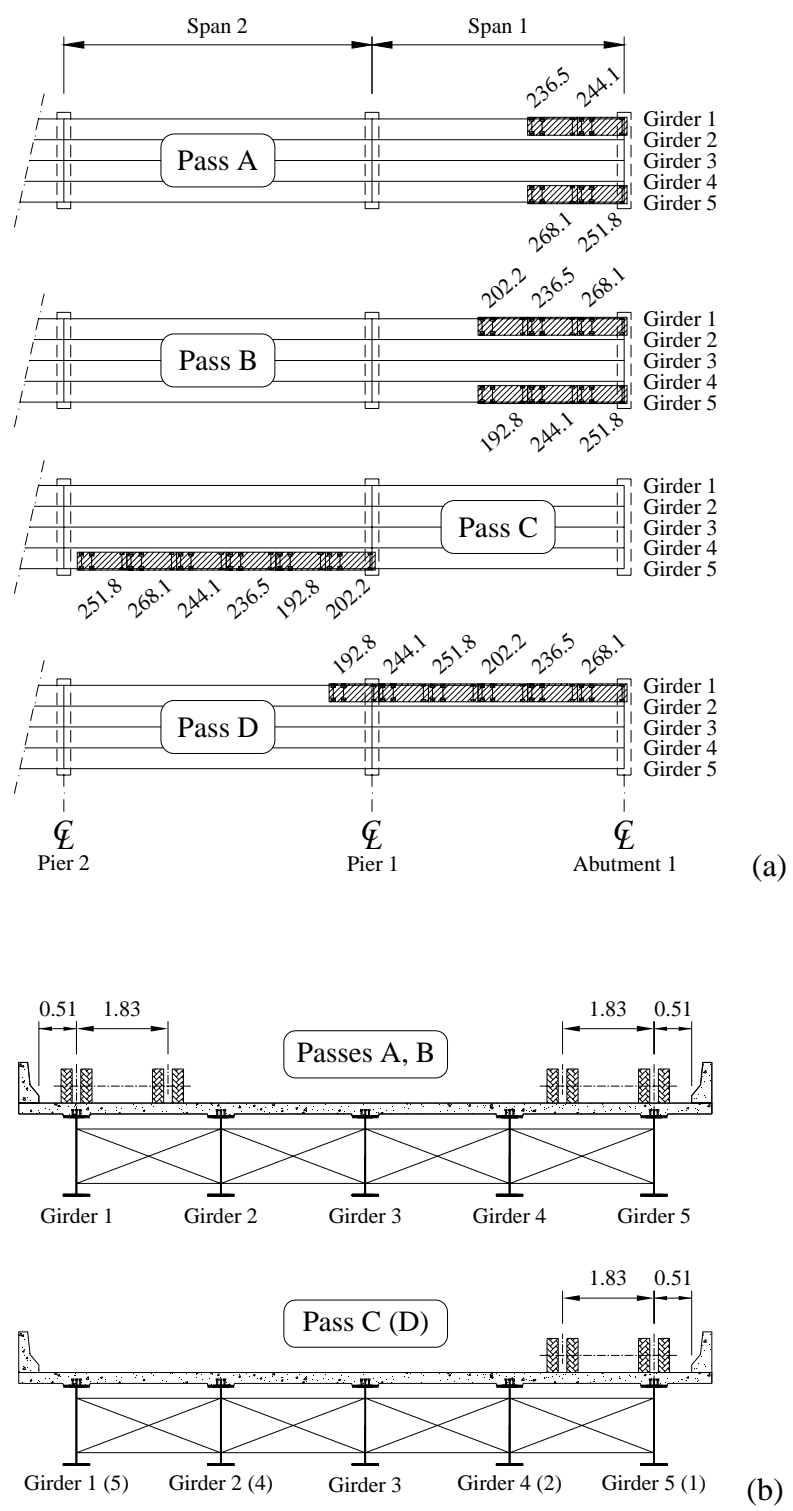 Span 2 Span 1
236.5 244.1
Girder 1
Girder 2
Pass A Girder 3
Girder 4
Girder 5
268.1 251.8
202.2 236.5 268.1
Girder 1
Girder 2
Pass B Girder 3
Girder 4
Girder 5
192.8 244.1 251.8
Girder 1
Girder 2
Pass C Girder 3
Girder 4
Girder 5
251.8 268.1 244.1 236.5 192.8 202.2
192.8 244.1 251.8 202.2 236.5 268.1
Girder 1
Girder 2
Pass D Girder 3
Girder 4
Girder 5
℄ ℄ ℄
Pier 2 Pier 1 Abutment 1
(a)
0.51 1.83 1.83 0.51
Passes A, B
Girder 1 Girder 2 Girder 3 Girder 4 Girder 5
1.83 0.51
Pass C (D)
Girder 1 (5) Girder 2 (4) Girder 3 Girder 4 (2) Girder 5 (1)
(b)